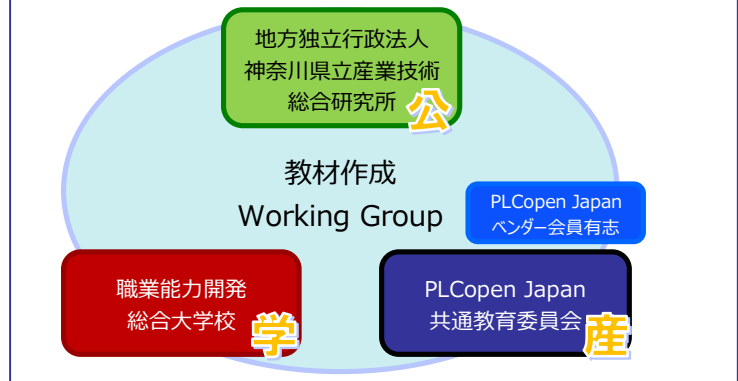 地方独立行政法人
神奈川県立産業技術
総合研究所
公
教材作成
Working Group
PLCopen Japan
ベンダー会員有志
職業能力開発
総合大学校
学
PLCopen Japan
共通教育委員会
産